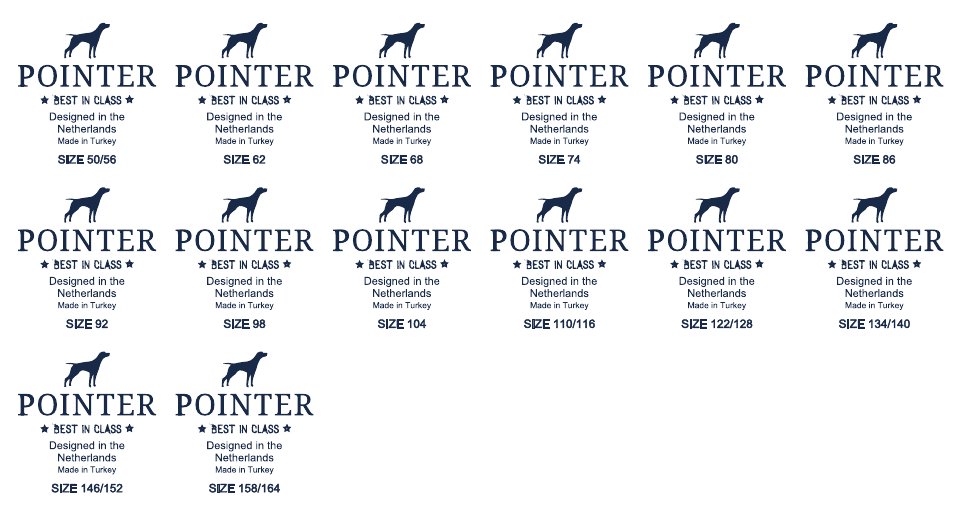 POINTER
★ BEST IN CLASS ★
Designed in the
Netherlands
Made in Turkey
SIZE 50/56
POINTER
★ BEST IN CLASS ★
Designed in the
Netherlands
Made in Turkey
SIZE 62
POINTER
★ BEST IN CLASS ★
Designed in the
Netherlands
Made in Turkey
SIZE 68
POINTER
★ BEST IN CLASS ★
Designed in the
Netherlands
Made in Turkey
SIZE 74
POINTER
★ BEST IN CLASS ★
Designed in the
Netherlands
Made in Turkey
SIZE 80
POINTER
★ BEST IN CLASS ★
Designed in the
Netherlands
Made in Turkey
SIZE 86
POINTER
★ BEST IN CLASS ★
Designed in the
Netherlands
Made in Turkey
SIZE 92
POINTER
★ BEST IN CLASS ★
Designed in the
Netherlands
Made in Turkey
SIZE 98
POINTER
★ BEST IN CLASS ★
Designed in the
Netherlands
Made in Turkey
SIZE 104
POINTER
★ BEST IN CLASS ★
Designed in the
Netherlands
Made in Turkey
SIZE 110/116
POINTER
★ BEST IN CLASS ★
Designed in the
Netherlands
Made in Turkey
SIZE 122/128
POINTER
★ BEST IN CLASS ★
Designed in the
Netherlands
Made in Turkey
SIZE 134/140
POINTER
★ BEST IN CLASS ★
Designed in the
Netherlands
Made in Turkey
SIZE 146/152
POINTER
★ BEST IN CLASS ★
Designed in the
Netherlands
Made in Turkey
SIZE 158/164